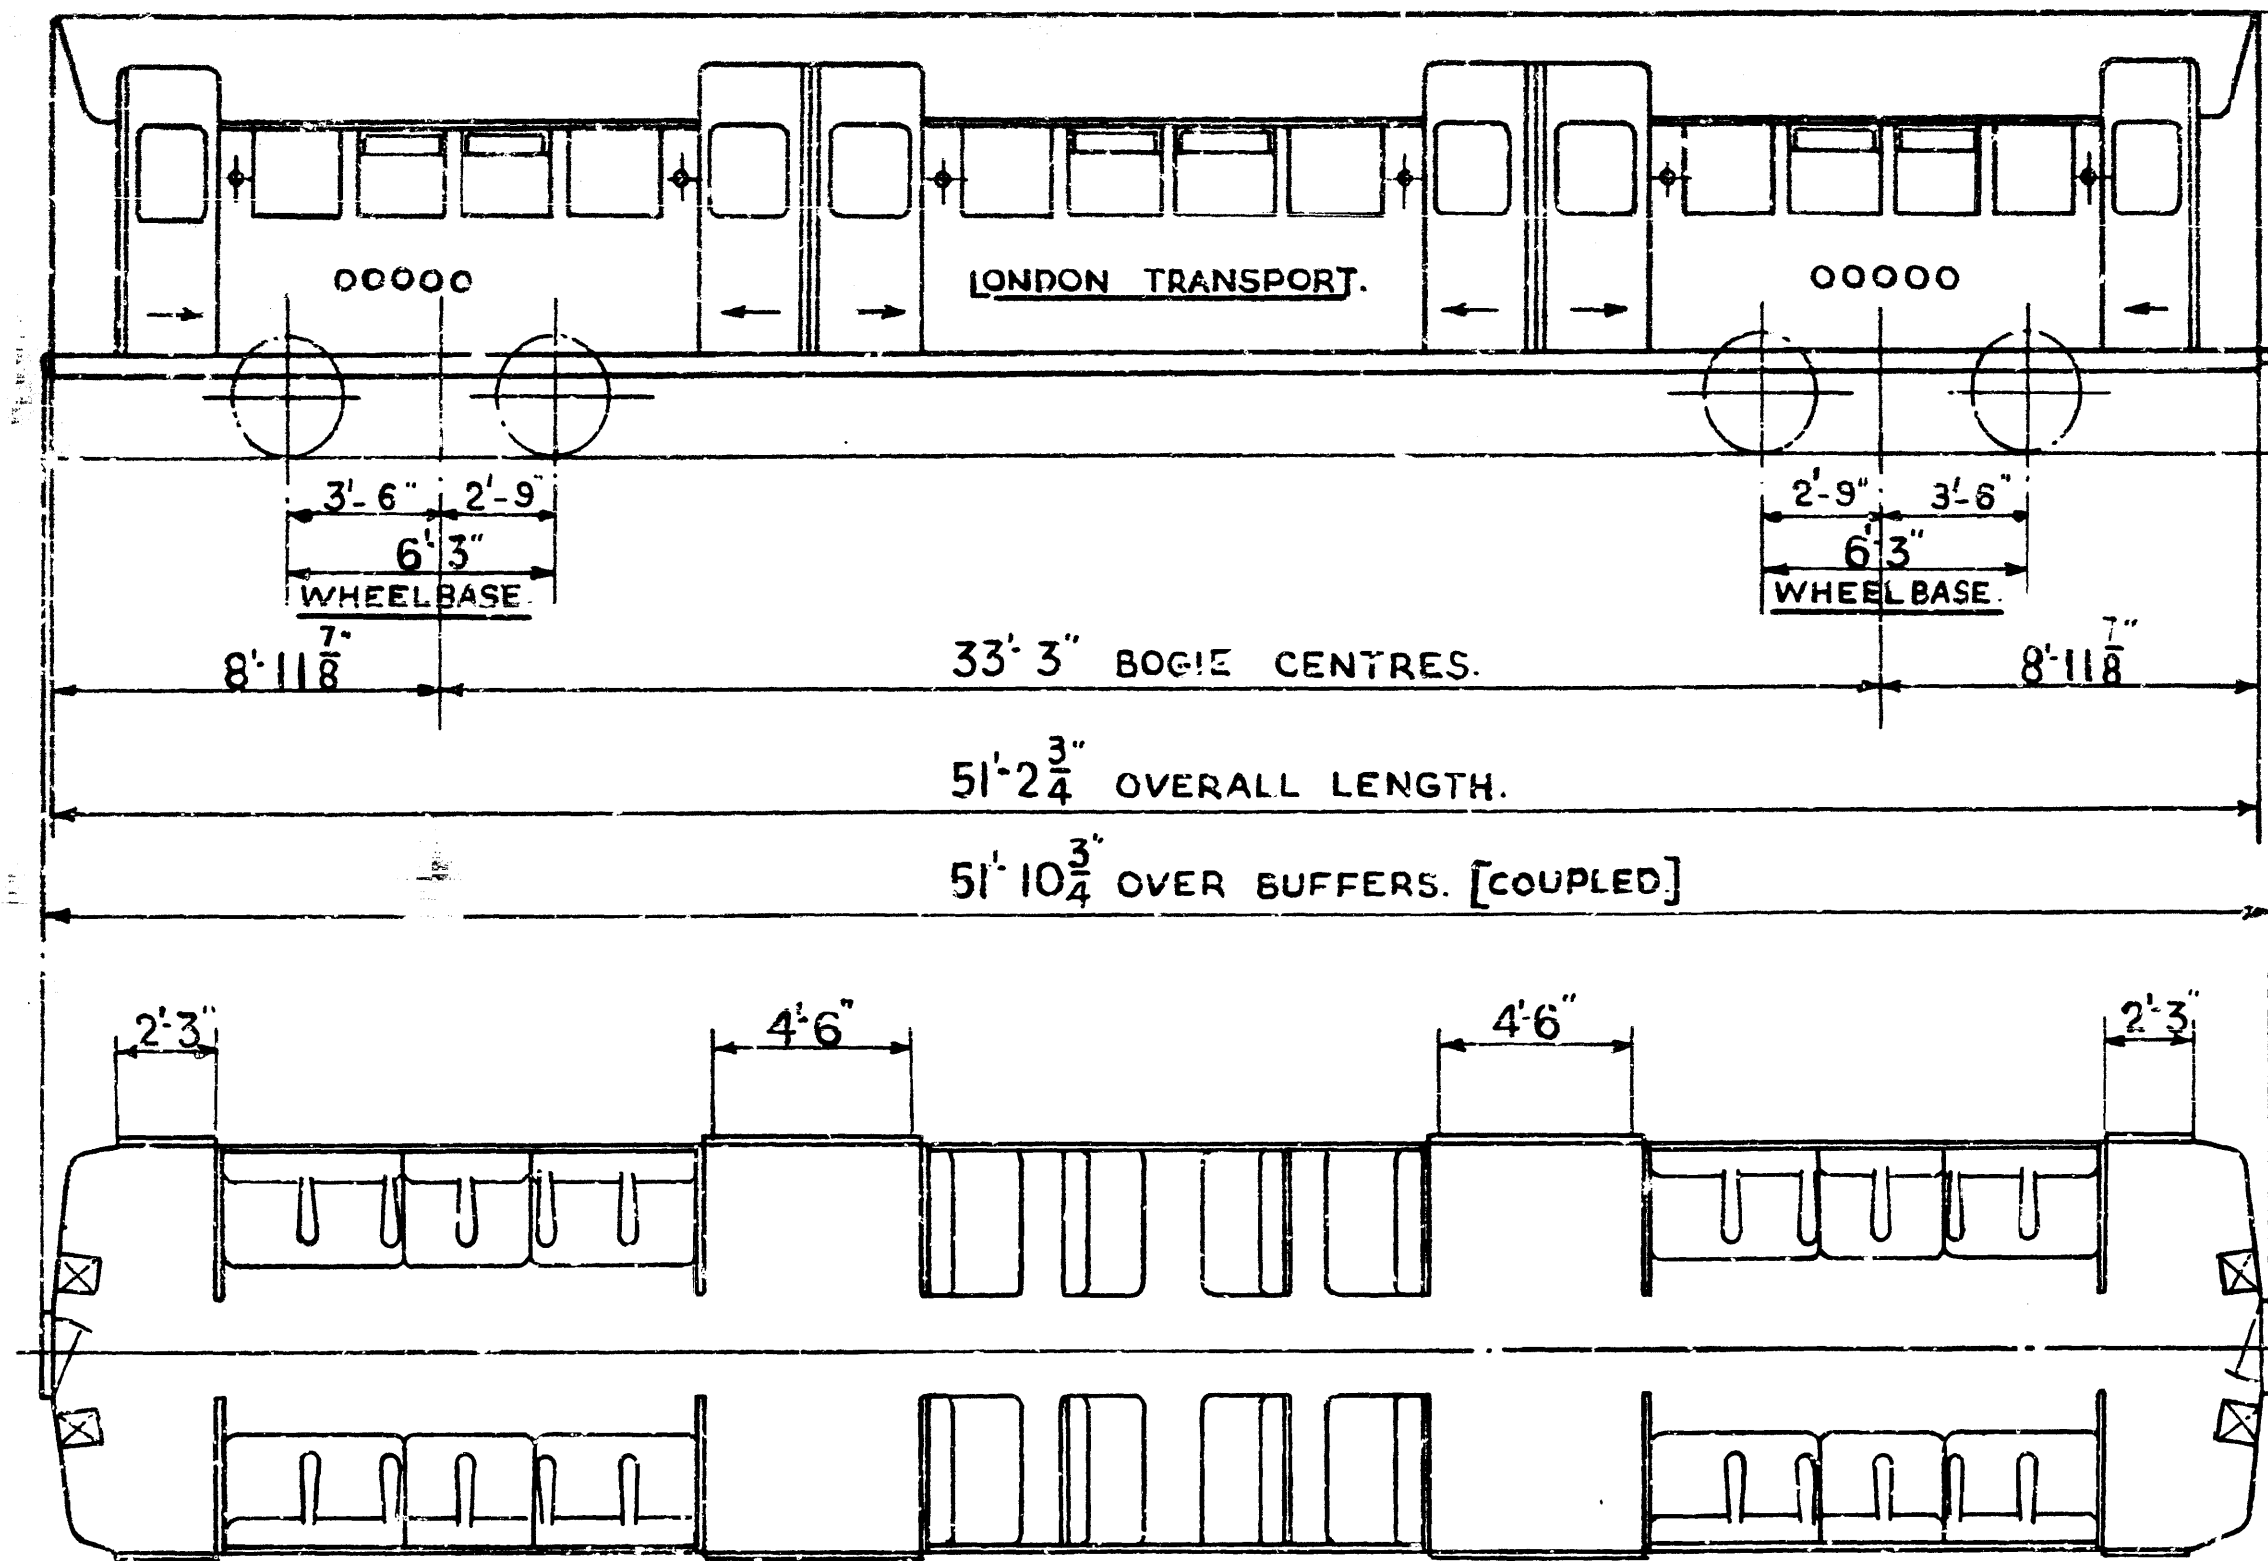 OOOOO LONDON TRANSPORT. OOOOO
3'-6" 2'-9" 2'-9" 3'-6"
6'-3" 6'-3"
WHEELBASE. WHEELBASE.
8'-11 7/8" 33'-3" BOGIE CENTRES. 8'-11 7/8"
51'-2 3/4" OVERALL LENGTH.
51'-10 3/4" OVER BUFFERS. [COUPLED]
2'-3" 4'-6" 4'-6" 2'-3"